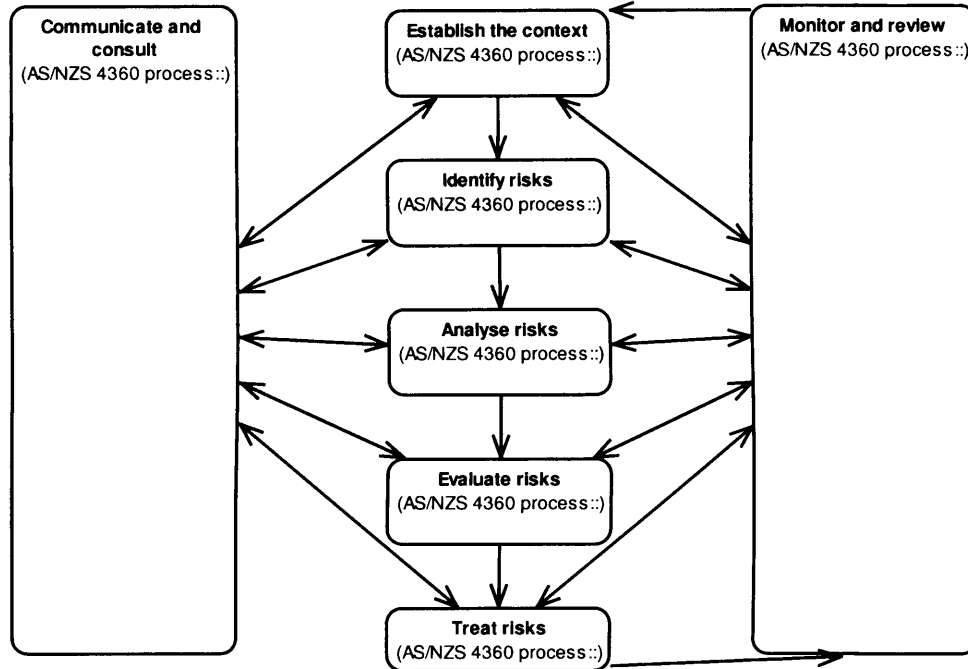 Communicate and
consult
(AS/NZS 4360 process::)
Establish the context
(AS/NZS 4360 process::)
Monitor and review
(AS/NZS 4360 process::)
Identify risks
(AS/NZS 4360 process::)
Analyse risks
(AS/NZS 4360 process::)
Evaluate risks
(AS/NZS 4360 process::)
Treat risks
(AS/NZS 4360 process::)